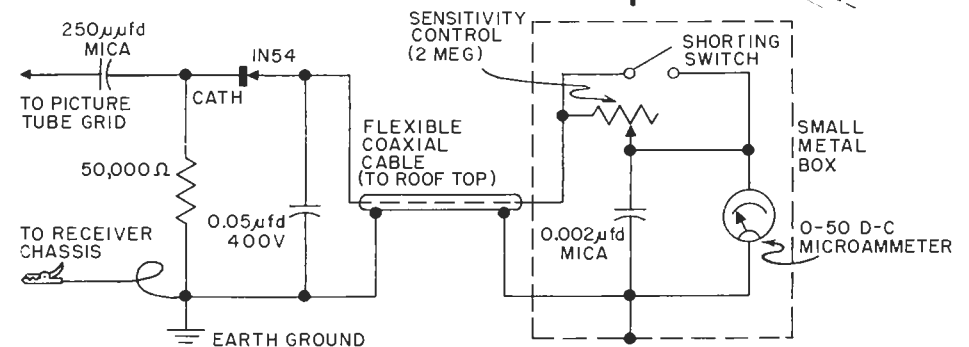 250µµfd
MICA
IN54
CATH
TO PICTURE
TUBE GRID
50,000Ω
0.05µfd
400V
TO RECEIVER
CHASSIS
EARTH GROUND
FLEXIBLE
COAXIAL
CABLE
(TO ROOF TOP)
SENSITIVITY
CONTROL
(2 MEG)
SHORTING
SWITCH
SMALL
METAL
BOX
0.002µfd
MICA
0-50 D-C
MICROAMMETER